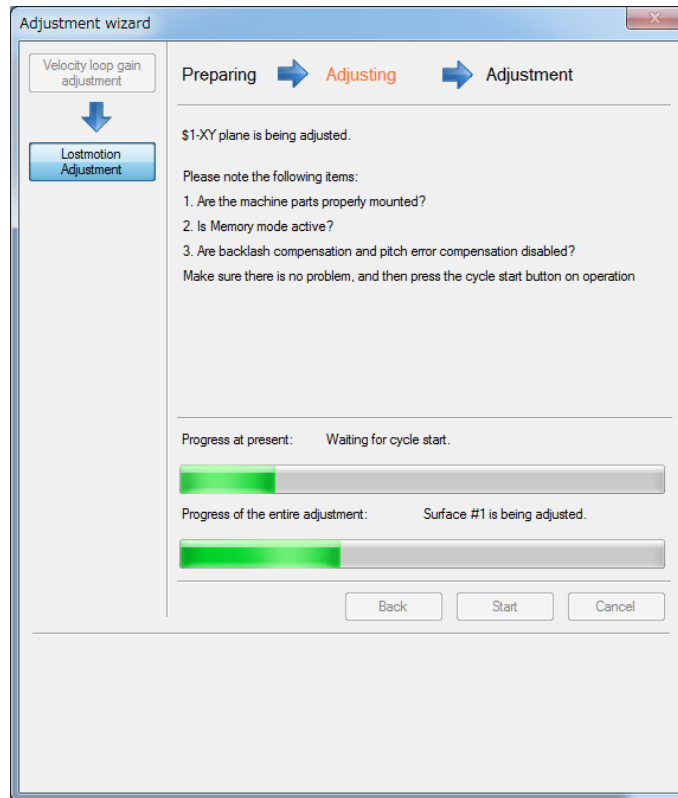 Adjustment wizard
Velocity loop gain
adjustment
Lostmotion
Adjustment
Preparing Adjusting Adjustment
$1-XY plane is being adjusted.
Please note the following items:
1. Are the machine parts properly mounted?
2. Is Memory mode active?
3. Are backlash compensation and pitch error compensation disabled?
Make sure there is no problem, and then press the cycle start button on operation
Progress at present: Waiting for cycle start.
Progress of the entire adjustment: Surface #1 is being adjusted.
Back Start Cancel